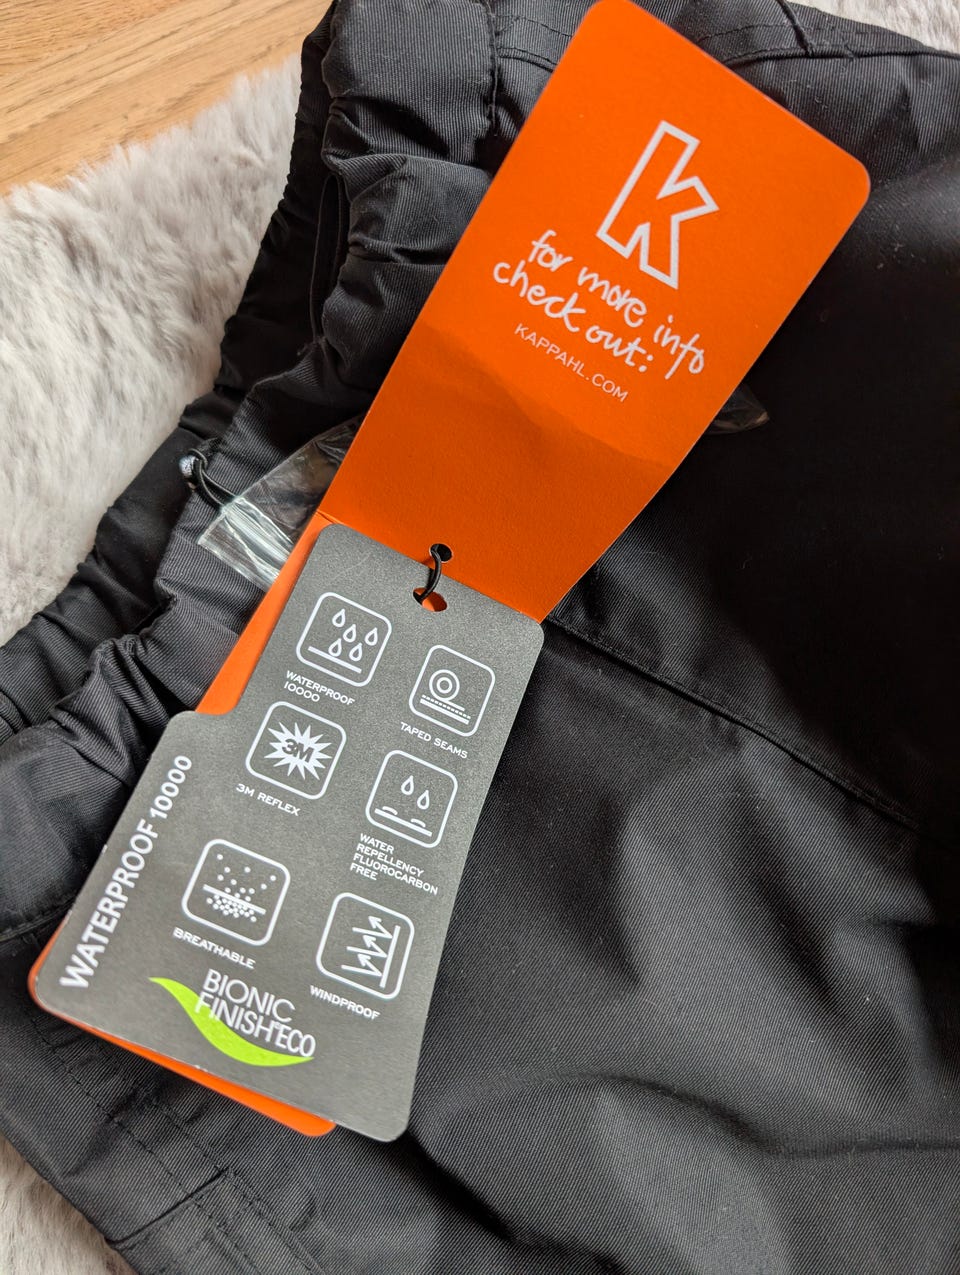 k
for more info
check out:
KAPPAHL.COM
WATERPROOF
10000
TAPED SEAMS
3M
3M REFLEX
WATER
REPELLENCY
FLUOROCARBON
FREE
BREATHABLE
WINDPROOF
WATERPROOF 10000
BIONIC
FINISH®ECO